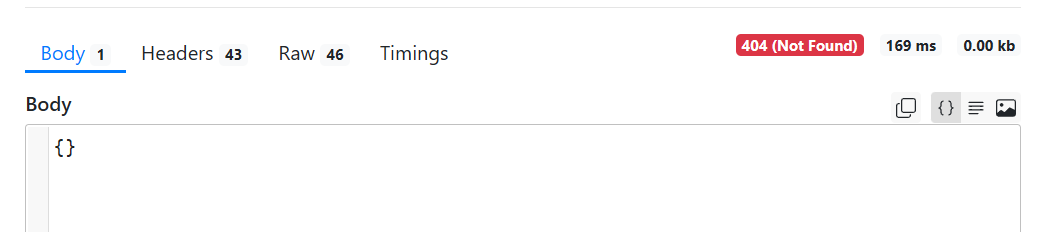 Body 1 Headers 43 Raw 46 Timings 404 (Not Found) 169 ms 0.00 kb
Body {}
{}